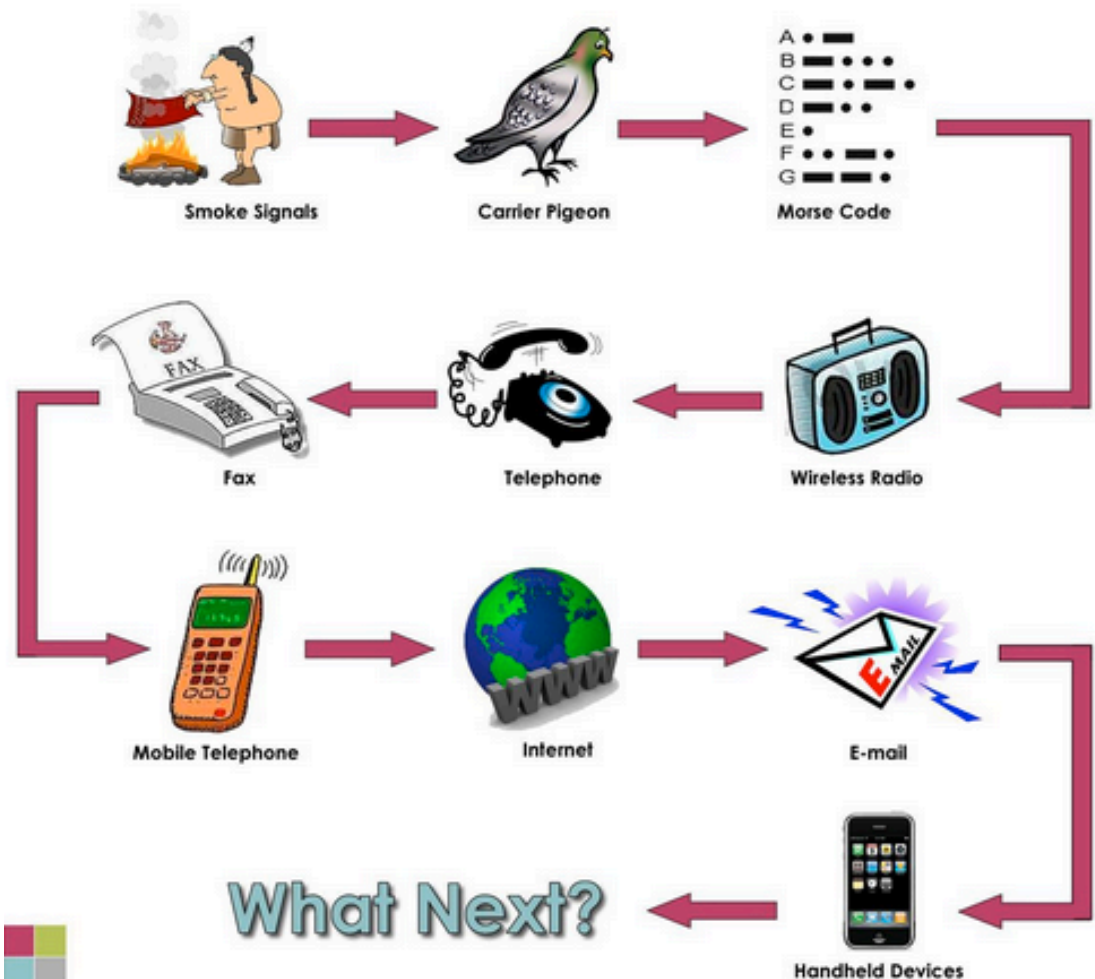 A
B
C
D
E
F
G
Smoke Signals
Carrier Pigeon
Morse Code
FAX
Fax
Telephone
Wireless Radio
WWW
E MAIL
Mobile Telephone
Internet
E-mail
What Next?
Handheld Devices